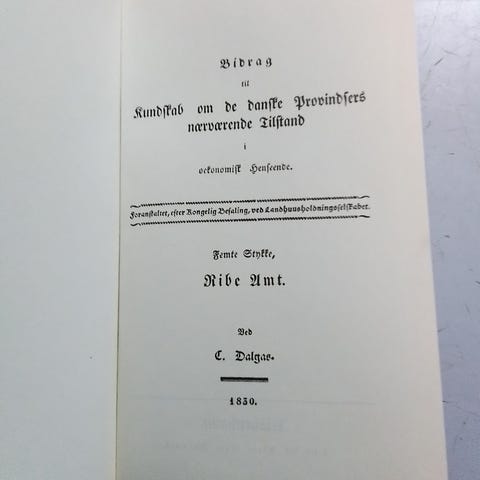 Bidrag
til
Kundskab om de danske Provindsers
nærværende Tilstand
i
oekonomisk Henseende.
Foranstaltet, efter Kongelig Befaling, ved Landhuusholdningsselskabet.
Femte Stykke,
Ribe Amt.
Ved
C. Dalgas.
1830.